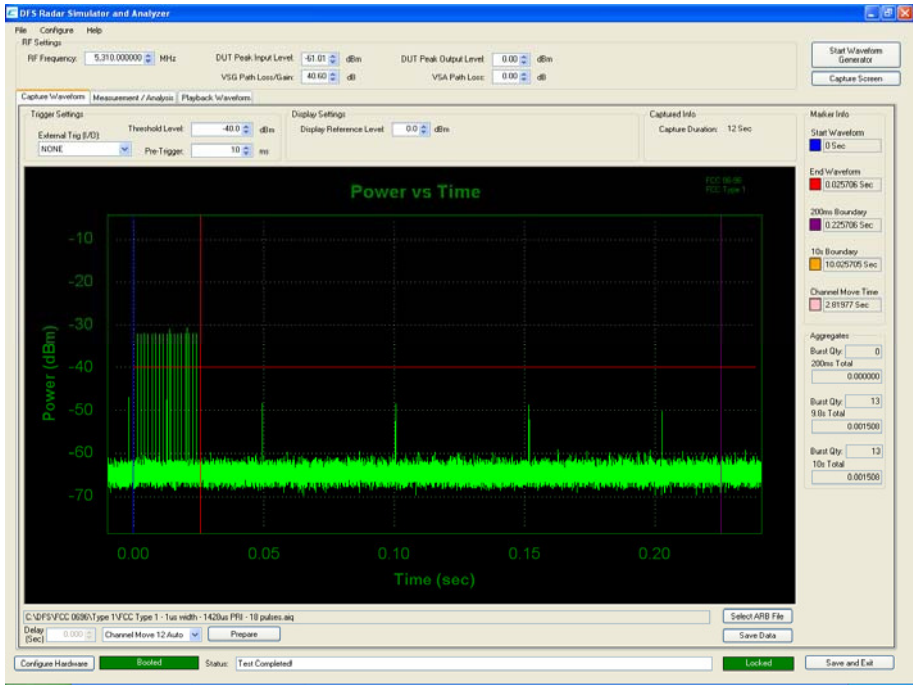 DFS Radar Simulator and Analyzer
File Configure Help
RF Settings
RF Frequency: 5,310.000000 MHz DUT Peak Input Level: -61.01 dBm DUT Peak Output Level: 0.00 dBm
VSG Path Loss/Gain: 40.60 dB VSA Path Loss: 0.00 dB
Start Waveform Generator
Capture Screen
Capture Waveform Measurement / Analysis Playback Waveform
Trigger Settings
External Trig (I/O): Threshold Level: -40.0 dBm
NONE Pre-Trigger: 10 ms
Display Settings
Display Reference Level: 0.0 dBm
Captured Info
Capture Duration: 12 Sec
Marker Info
Start Waveform
0 Sec
End Waveform
0.025706 Sec
200ms Boundary
0.225706 Sec
10s Boundary
10.025705 Sec
Channel Move Time
2.81977 Sec
Aggregates
Burst Qty: 0
200ms Total
0.000000
Burst Qty: 13
9.8s Total
0.001508
Burst Qty: 13
10s Total
0.001508
Power vs Time
FCC 06-96
FCC Type 1
Power (dBm)
-10
-20
-30
-40
-50
-60
-70
0.00 0.05 0.10 0.15 0.20
Time (sec)
C:\DFS\FCC 0696\Type 1\FCC Type 1 - 1us width - 1428us PRI - 18 pulses.aiq
Select ARB File
Delay (Sec) 0.000 Channel Move 12 Auto Prepare
Save Data
Configure Hardware Booted Status: Test Completed! Locked Save and Exit